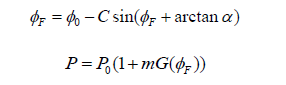 ϕ_F = ϕ_0 − C sin(ϕ_F + arctan α)
P = P_0(1 + mG(ϕ_F))